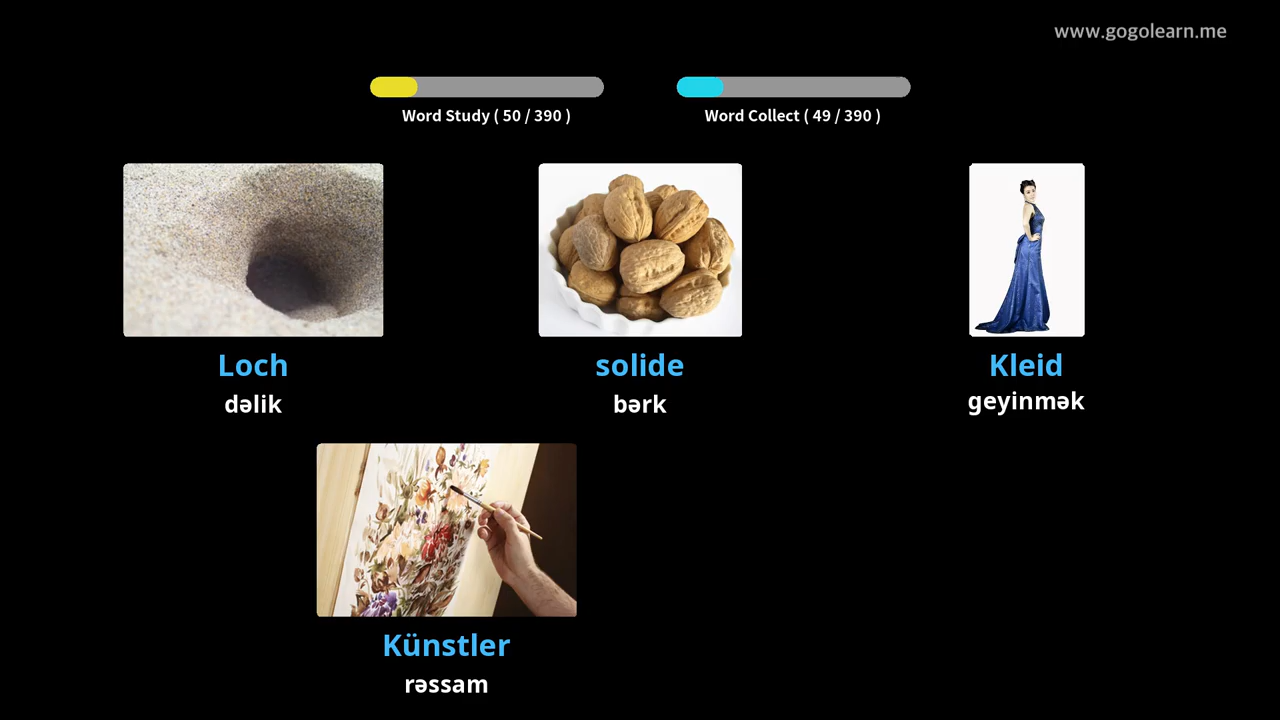 www.gogolearn.me
Word Study ( 50 / 390 )
Word Collect ( 49 / 390 )
Loch
dəlik
solide
bərk
Kleid
geyinmək
Künstler
rəssam